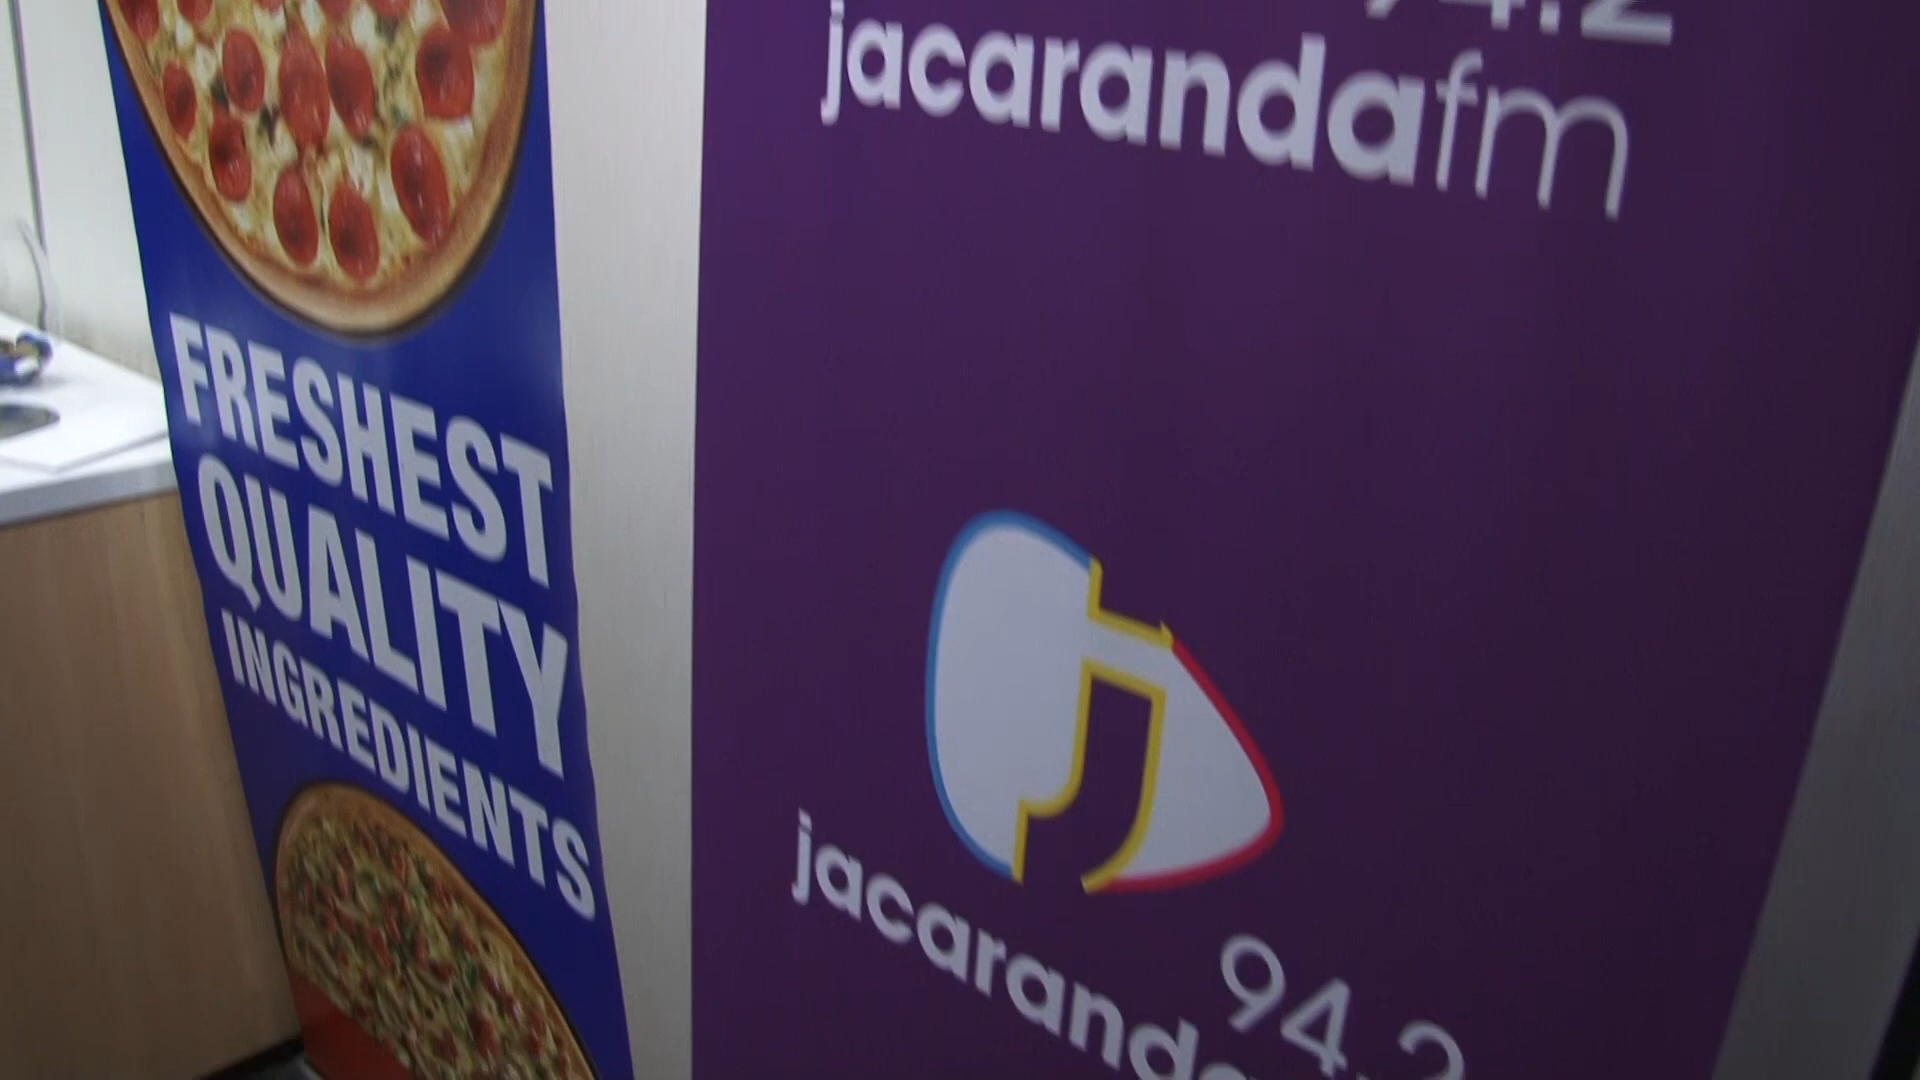 FRESHEST
QUALITY
INGREDIENTS
94.2
jacarandafm
jacaranda
94.2